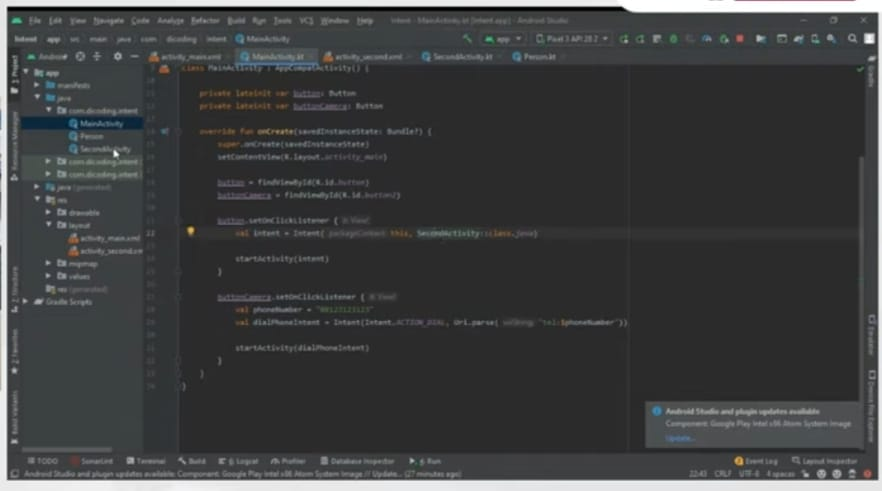 File Edit View Navigate Code Analyze Refactor Build Run Tools VCS Window Help Intent - MainActivity.kt [Intent.app] - Android Studio
Intent app src main java com dicoding intent MainActivity
app Pixel 3 API 28 2
Android
activity_main.xml MainActivity.kt activity_second.xml SecondActivity.kt Person.kt
app
manifests
java
com.dicoding.intent
MainActivity
Person
SecondActivity
com.dicoding.intent
com.dicoding.intent
java (generated)
res
drawable
layout
activity_main.xml
activity_second.xm
mipmap
values
res (generated)
Gradle Scripts
class MainActivity : AppCompatActivity() {
private lateinit var button: Button
private lateinit var buttonCamera: Button
override fun onCreate(savedInstanceState: Bundle?) {
super.onCreate(savedInstanceState)
setContentView(R.layout.activity_main)
button = findViewById(R.id.button)
buttonCamera = findViewById(R.id.button2)
button.setOnClickListener {
val intent = Intent( packageContext: this, SecondActivity::class.java)
startActivity(intent)
}
buttonCamera.setOnClickListener {
val phoneNumber =
val dialPhoneIntent = Intent(Intent.ACTION_DIAL, Uri.parse( uriString: "tel:$phoneNumber"))
startActivity(dialPhoneIntent)
}
}
}
1: Project
Resource Manager
Z: Structure
2: Favorites
Build Variants
Gradle
Emulator
Device File Explorer
Android Studio and plugin updates available
Component: Google Play Intel x86 Atom System Image
Update...
TODO SonarLint Terminal Build 6: Logcat Profiler Database Inspector 4: Run Event Log Layout Inspector
Android Studio and plugin updates available: Component: Google Play Intel x86 Atom System Image // Update... (27 minutes ago) 22:43 CRLF UTF-8 4 spaces